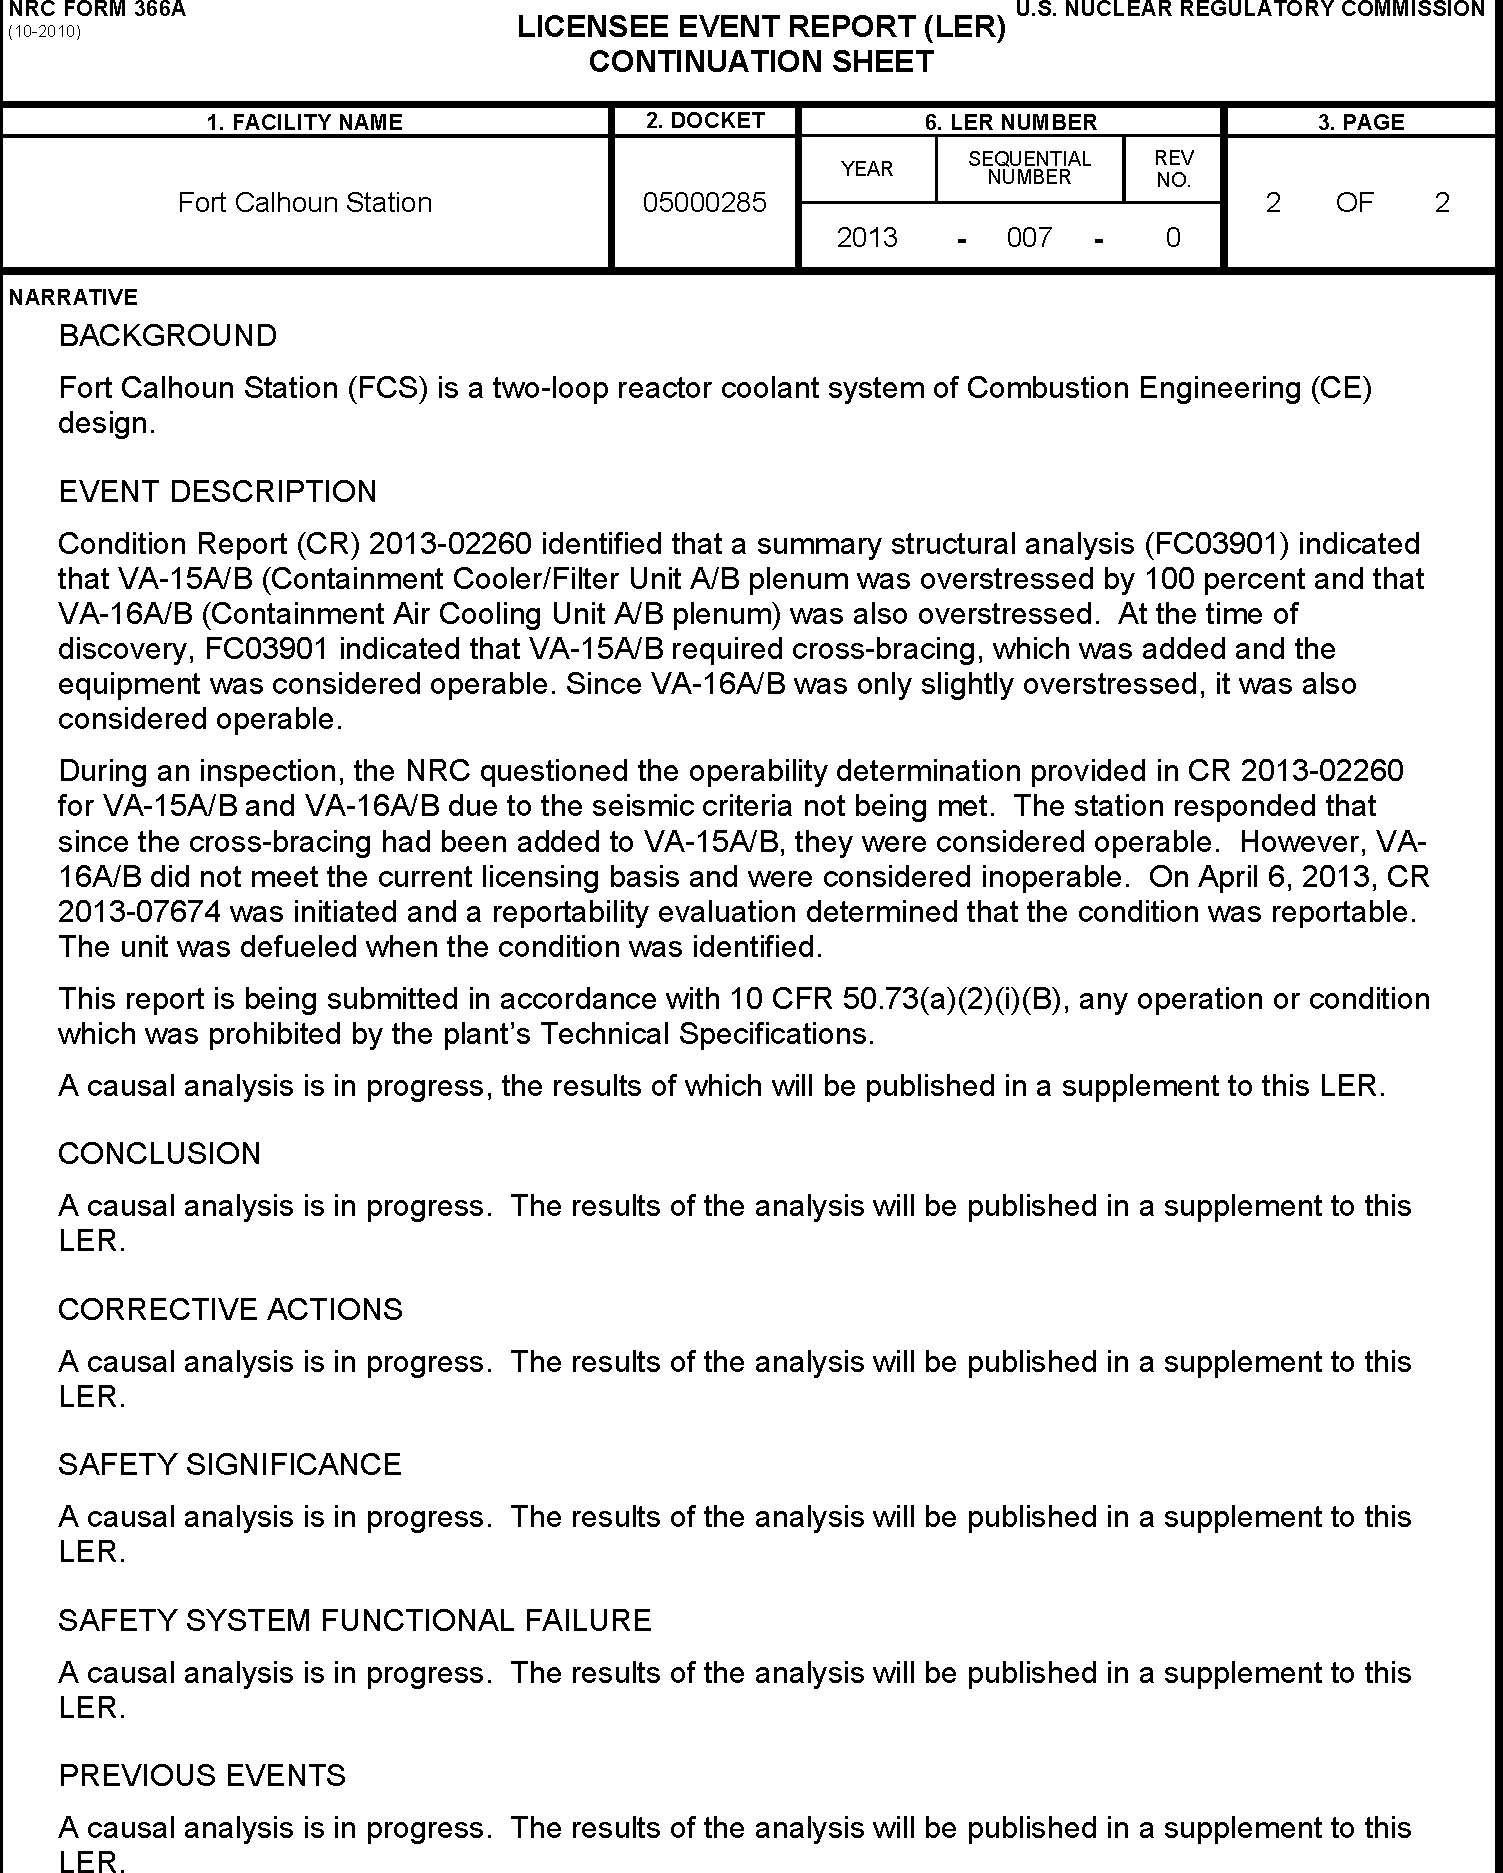 NRC FORM 366A
(10-2010)
U.S. NUCLEAR REGULATORY COMMISSION
LICENSEE EVENT REPORT (LER)
CONTINUATION SHEET
1. FACILITY NAME
2. DOCKET
6. LER NUMBER
3. PAGE
Fort Calhoun Station
05000285
YEAR
SEQUENTIAL
NUMBER
REV
NO.
2013 - 007 - 0
2 OF 2
NARRATIVE
BACKGROUND
Fort Calhoun Station (FCS) is a two-loop reactor coolant system of Combustion Engineering (CE)
design.
EVENT DESCRIPTION
Condition Report (CR) 2013-02260 identified that a summary structural analysis (FC03901) indicated
that VA-15A/B (Containment Cooler/Filter Unit A/B plenum was overstressed by 100 percent and that
VA-16A/B (Containment Air Cooling Unit A/B plenum) was also overstressed.  At the time of
discovery, FC03901 indicated that VA-15A/B required cross-bracing, which was added and the
equipment was considered operable. Since VA-16A/B was only slightly overstressed, it was also
considered operable.
During an inspection, the NRC questioned the operability determination provided in CR 2013-02260
for VA-15A/B and VA-16A/B due to the seismic criteria not being met.  The station responded that
since the cross-bracing had been added to VA-15A/B, they were considered operable.  However, VA-
16A/B did not meet the current licensing basis and were considered inoperable.  On April 6, 2013, CR
2013-07674 was initiated and a reportability evaluation determined that the condition was reportable.
The unit was defueled when the condition was identified.
This report is being submitted in accordance with 10 CFR 50.73(a)(2)(i)(B), any operation or condition
which was prohibited by the plant’s Technical Specifications.
A causal analysis is in progress, the results of which will be published in a supplement to this LER.
CONCLUSION
A causal analysis is in progress.  The results of the analysis will be published in a supplement to this
LER.
CORRECTIVE ACTIONS
A causal analysis is in progress.  The results of the analysis will be published in a supplement to this
LER.
SAFETY SIGNIFICANCE
A causal analysis is in progress.  The results of the analysis will be published in a supplement to this
LER.
SAFETY SYSTEM FUNCTIONAL FAILURE
A causal analysis is in progress.  The results of the analysis will be published in a supplement to this
LER.
PREVIOUS EVENTS
A causal analysis is in progress.  The results of the analysis will be published in a supplement to this
LER.